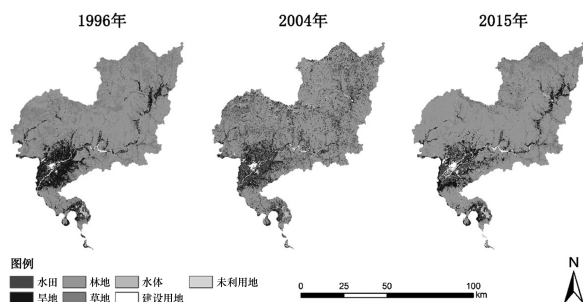 1996年 2004年 2015年
图例
水田 林地 水体 未利用地
旱地 草地 建设用地
N
0 25 50 100
km